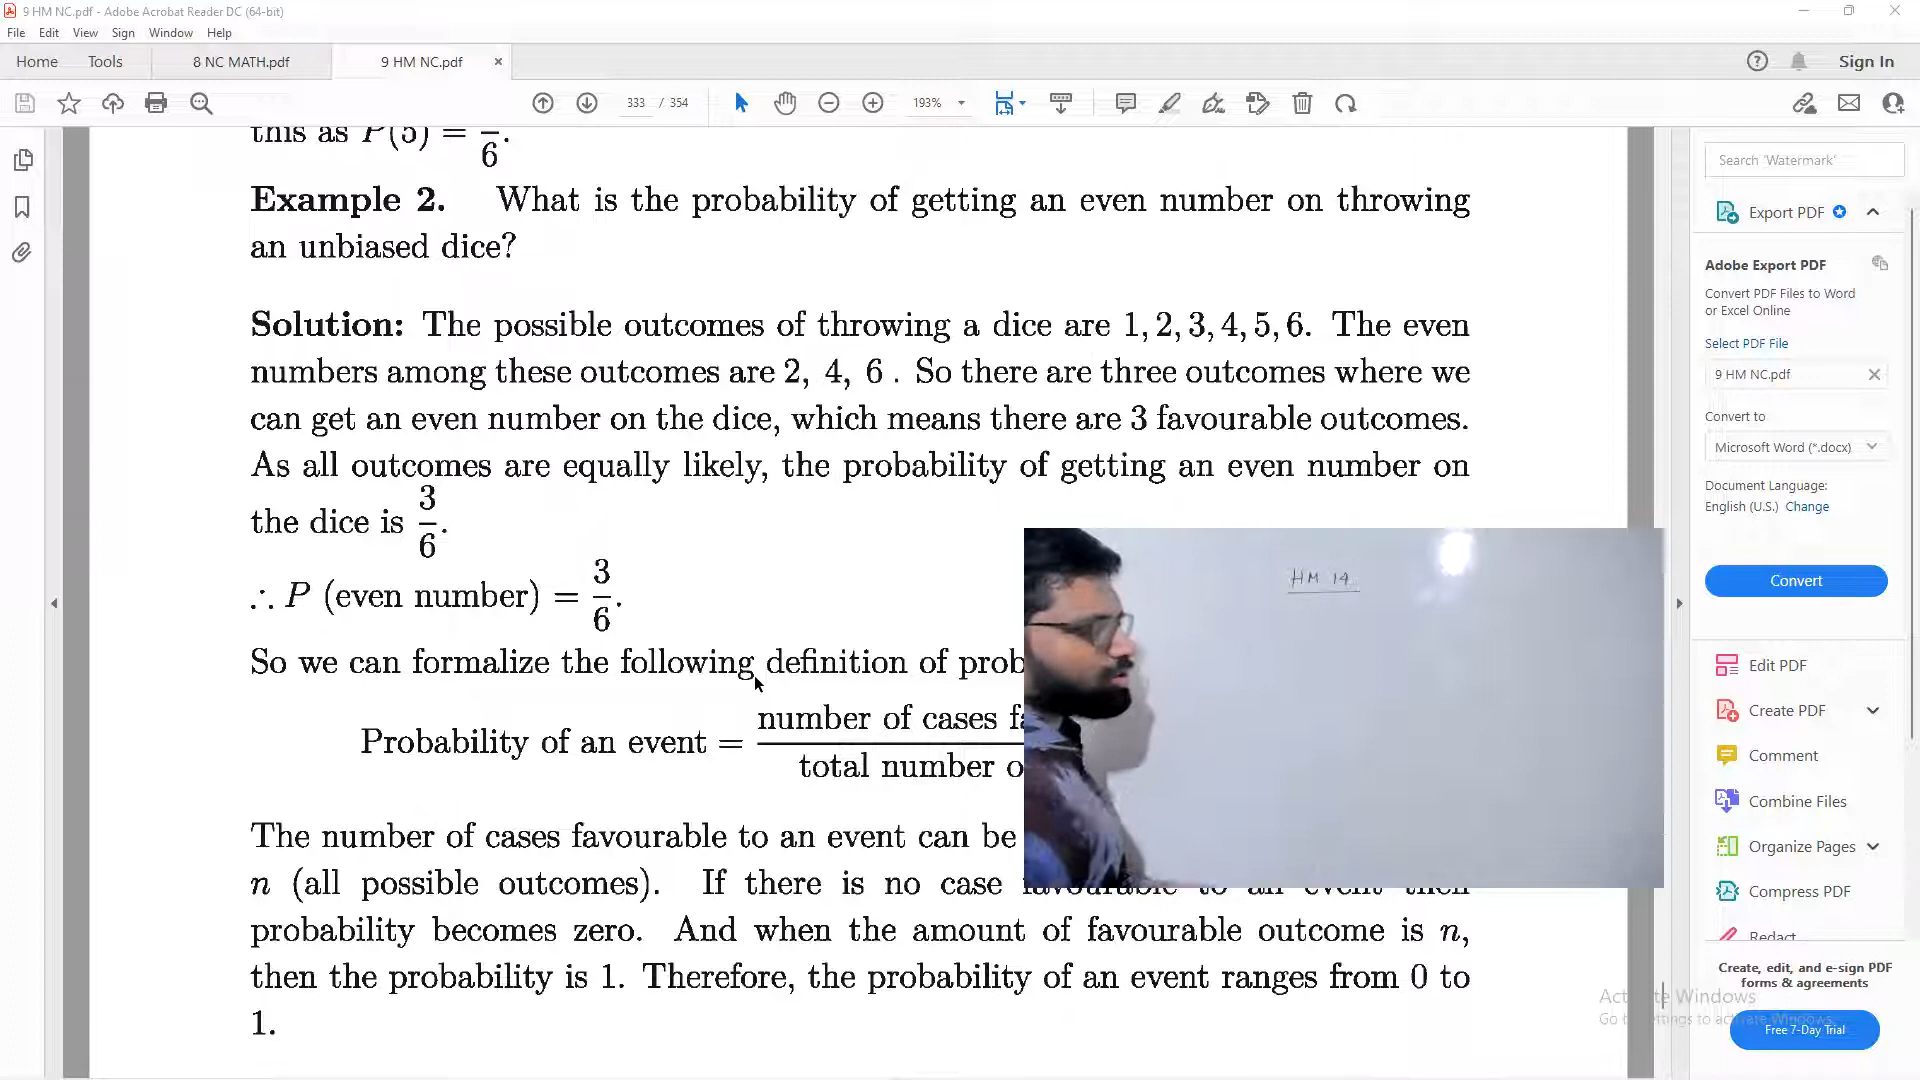 9 HM NC.pdf - Adobe Acrobat Reader DC (64-bit)
File Edit View Sign Window Help
Home Tools 8 NC MATH.pdf 9 HM NC.pdf × Sign In
333 / 354 193%
this as P(5) = –/6.
Example 2. What is the probability of getting an even number on throwing
an unbiased dice?
Solution: The possible outcomes of throwing a dice are 1, 2, 3, 4, 5, 6. The even
numbers among these outcomes are 2, 4, 6 . So there are three outcomes where we
can get an even number on the dice, which means there are 3 favourable outcomes.
As all outcomes are equally likely, the probability of getting an even number on
the dice is 3/6.
∴ P (even number) = 3/6.
So we can formalize the following definition of prob
Probability of an event = number of cases fa
total number o
The number of cases favourable to an event can be
n (all possible outcomes). If there is no case favourable to an event then
probability becomes zero. And when the amount of favourable outcome is n,
then the probability is 1. Therefore, the probability of an event ranges from 0 to
1.
HM 14
Search 'Watermark'
Export PDF
Adobe Export PDF
Convert PDF Files to Word
or Excel Online
Select PDF File
9 HM NC.pdf
Convert to
Microsoft Word (*.docx)
Document Language:
English (U.S.) Change
Convert
Edit PDF
Create PDF
Comment
Combine Files
Organize Pages
Compress PDF
Redact
Create, edit, and e-sign PDF
forms & agreements
Free 7-Day Trial
Activate Windows
Go to Settings to activate Windows.